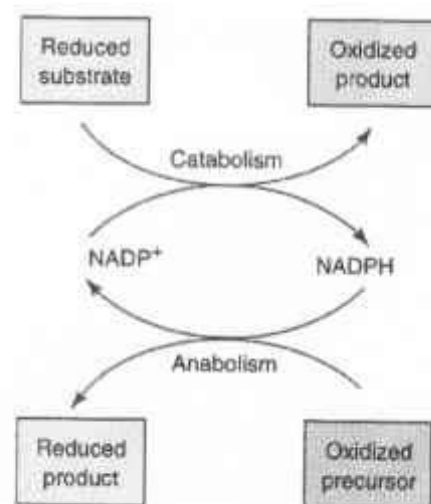 Reduced
substrate
Oxidized
product
Catabolism
NADP⁺
NADPH
Anabolism
Reduced
product
Oxidized
precursor